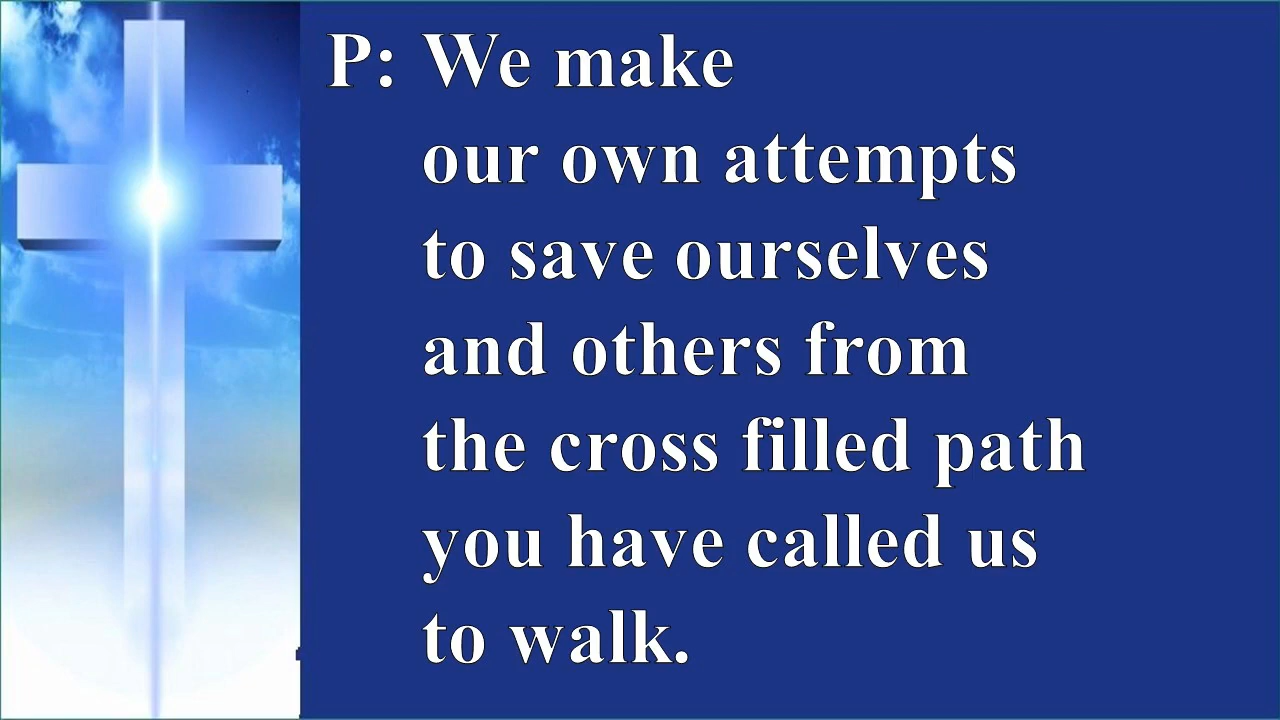 P: We make
our own attempts
to save ourselves
and others from
the cross filled path
you have called us
to walk.